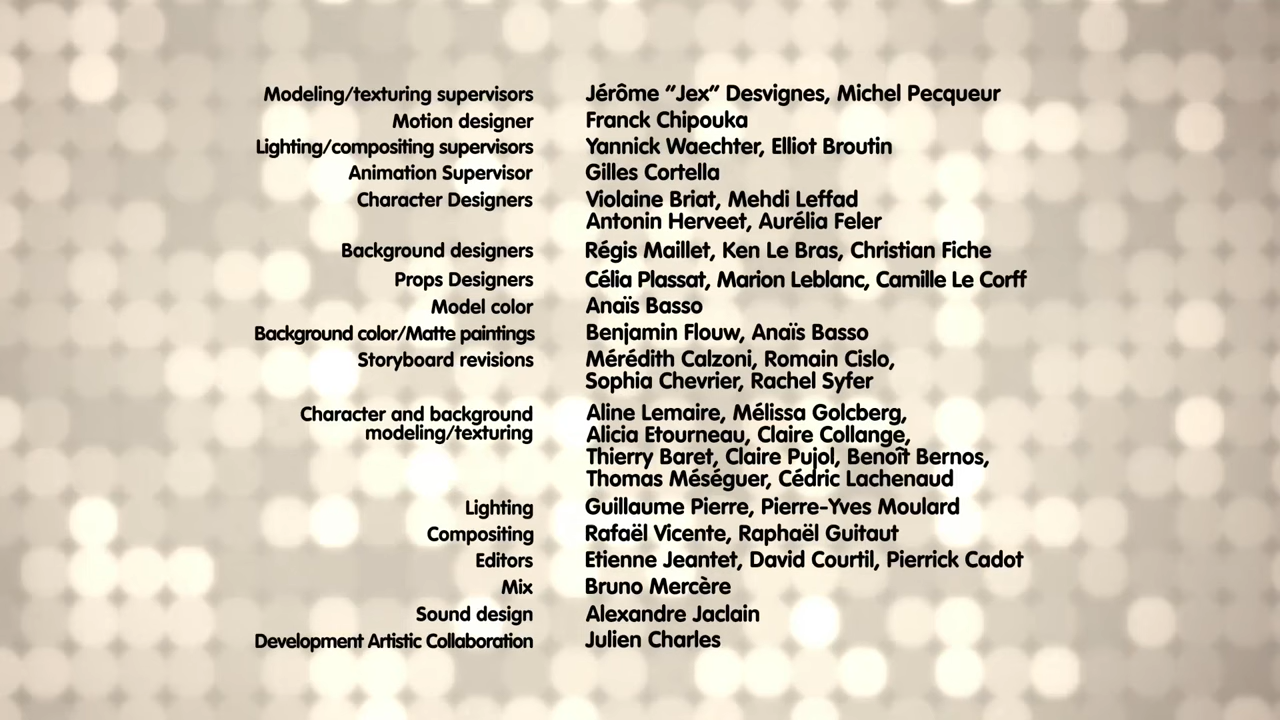 Modeling/texturing supervisors Jérôme "Jex" Desvignes, Michel Pecqueur
Motion designer Franck Chipouka
Lighting/compositing supervisors Yannick Waechter, Elliot Broutin
Animation Supervisor Gilles Cortella
Character Designers Violaine Briat, Mehdi Leffad
Antonin Herveet, Aurélia Feler
Background designers Régis Maillet, Ken Le Bras, Christian Fiche
Props Designers Célia Plassat, Marion Leblanc, Camille Le Corff
Model color Anaïs Basso
Background color/Matte paintings Benjamin Flouw, Anaïs Basso
Storyboard revisions Mérédith Calzoni, Romain Cislo,
Sophia Chevrier, Rachel Syfer
Character and background Aline Lemaire, Mélissa Golcberg,
modeling/texturing Alicia Etourneau, Claire Collange,
Thierry Baret, Claire Pujol, Benoît Bernos,
Thomas Méséguer, Cédric Lachenaud
Lighting Guillaume Pierre, Pierre-Yves Moulard
Compositing Rafaël Vicente, Raphaël Guitaut
Editors Etienne Jeantet, David Courtil, Pierrick Cadot
Mix Bruno Mercère
Sound design Alexandre Jaclain
Development Artistic Collaboration Julien Charles